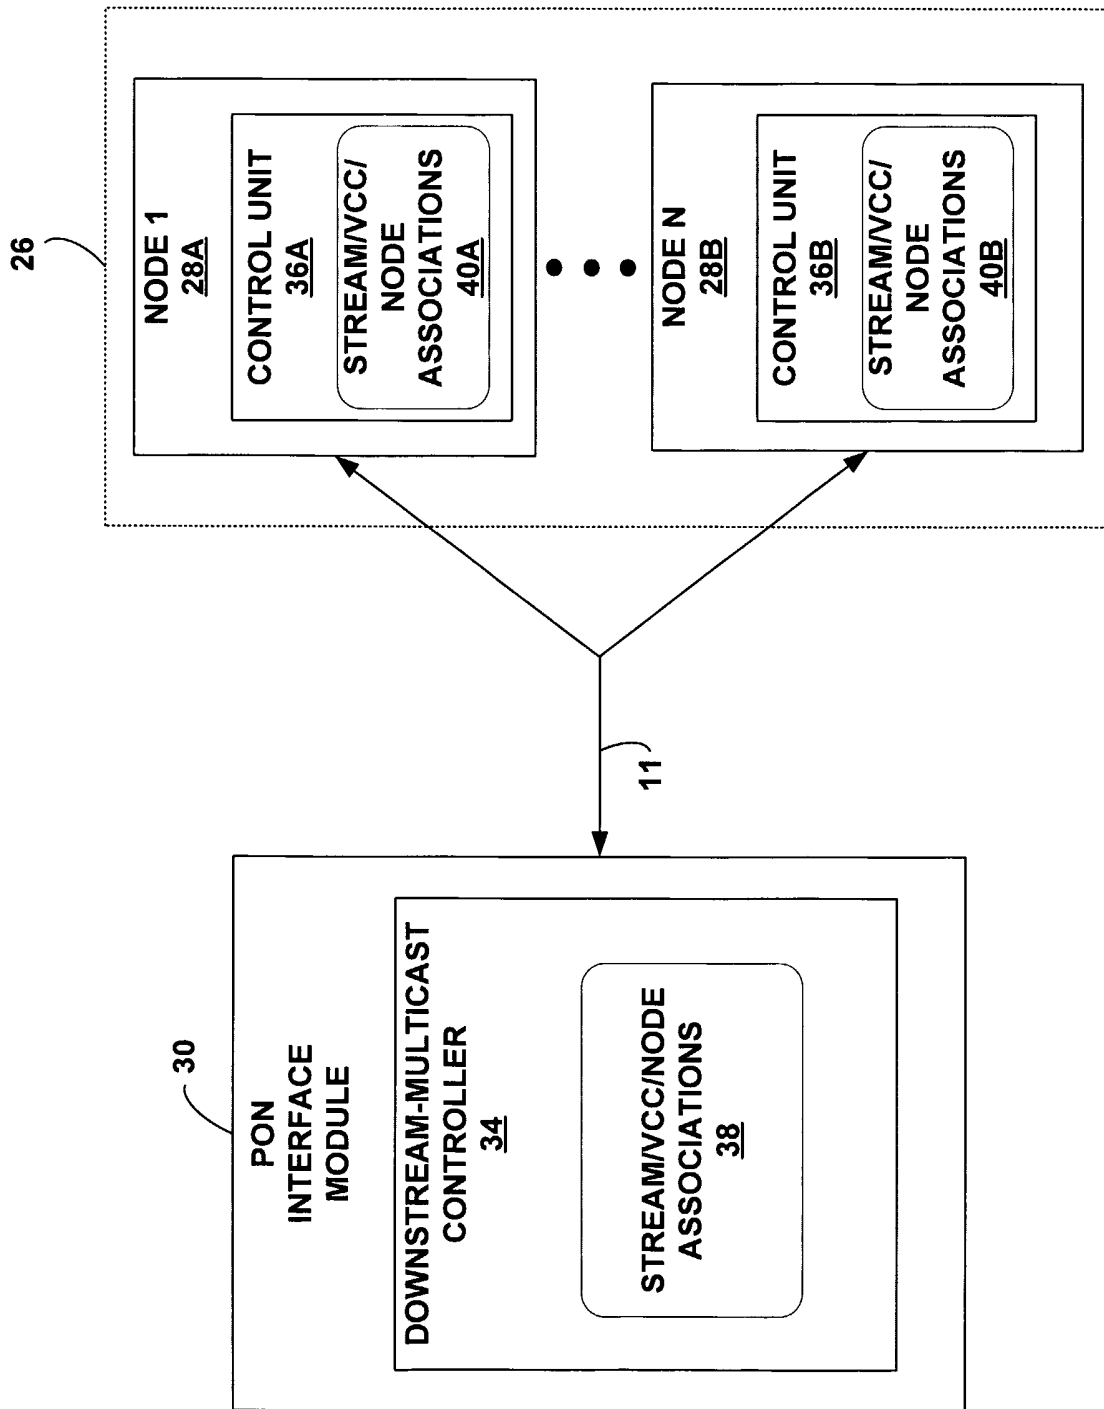 30
PON
INTERFACE
MODULE
DOWNSTREAM-MULTICAST
CONTROLLER
34
STREAM/VCC/NODE
ASSOCIATIONS
38
11
26
NODE 1
28A
CONTROL UNIT
36A
STREAM/VCC/
NODE
ASSOCIATIONS
40A
NODE N
28B
CONTROL UNIT
36B
STREAM/VCC/
NODE
ASSOCIATIONS
40B